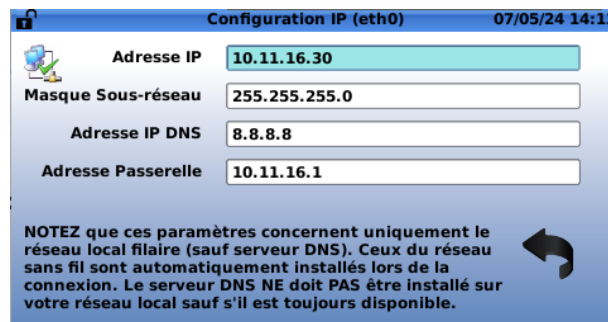 Configuration IP (eth0) 07/05/24 14:1
Adresse IP 10.11.16.30
Masque Sous-réseau 255.255.255.0
Adresse IP DNS 8.8.8.8
Adresse Passerelle 10.11.16.1
NOTEZ que ces paramètres concernent uniquement le
réseau local filaire (sauf serveur DNS). Ceux du réseau
sans fil sont automatiquement installés lors de la
connexion. Le serveur DNS NE doit PAS être installé sur
votre réseau local sauf s'il est toujours disponible.